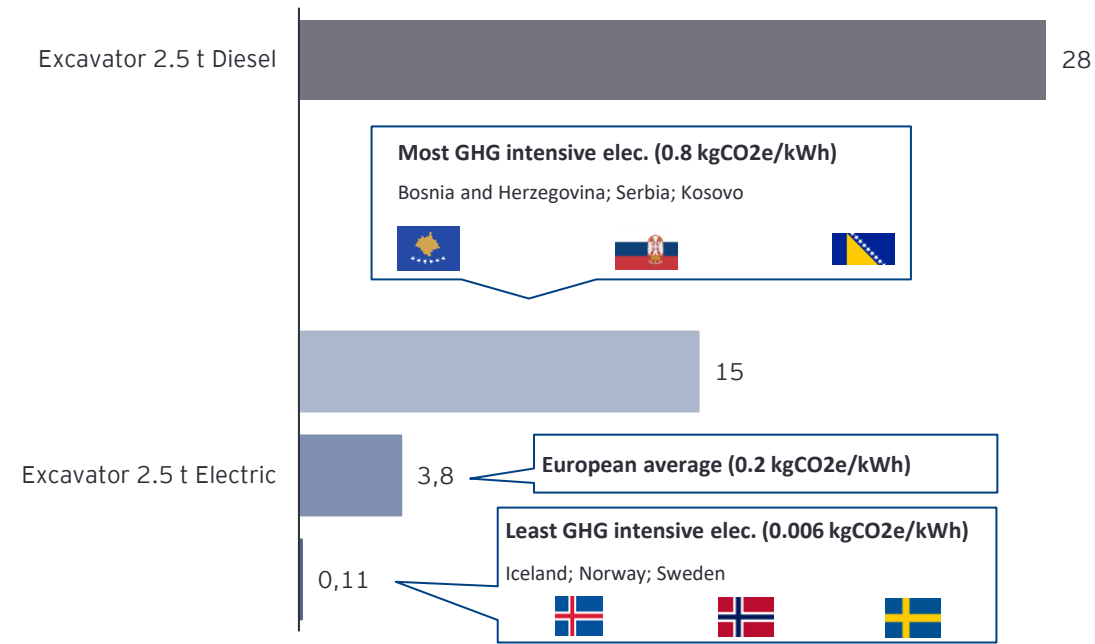 Excavator 2.5 t Diesel
28
Most GHG intensive elec. (0.8 kgCO2e/kWh)
Bosnia and Herzegovina; Serbia; Kosovo
15
Excavator 2.5 t Electric
3,8
European average (0.2 kgCO2e/kWh)
Least GHG intensive elec. (0.006 kgCO2e/kWh)
0,11
Iceland; Norway; Sweden